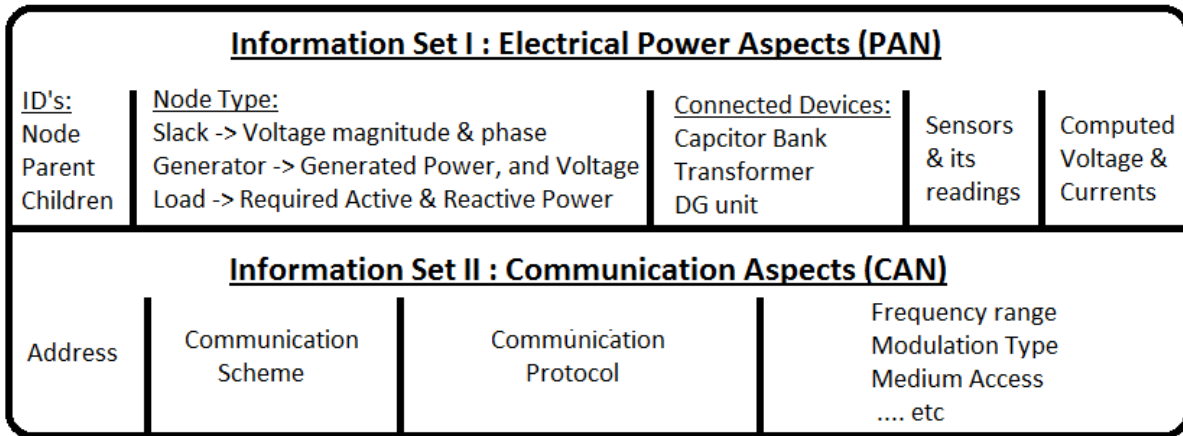 Information Set I : Electrical Power Aspects (PAN)
ID's:
Node
Parent
Children
Node Type:
Slack -> Voltage magnitude & phase
Generator -> Generated Power, and Voltage
Load -> Required Active & Reactive Power
Connected Devices:
Capcitor Bank
Transformer
DG unit
Sensors
& its
readings
Computed
Voltage &
Currents
Information Set II : Communication Aspects (CAN)
Address
Communication
Scheme
Communication
Protocol
Frequency range
Modulation Type
Medium Access
.... etc